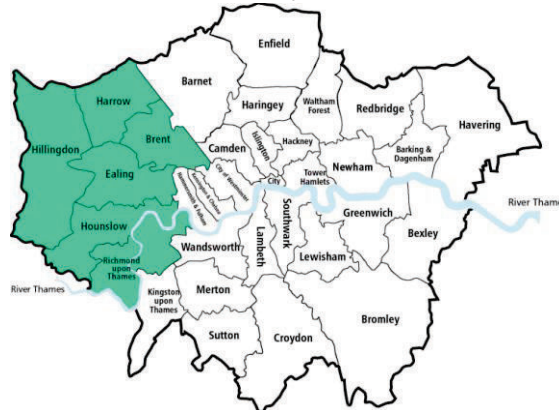 Enfield
Barnet
Harrow
Haringey
Waltham
Forest
Redbridge
Havering
Brent
Hillingdon
Camden
Islington
Hackney
Barking &
Dagenham
Ealing
City of Westminster
Kensington & Chelsea
Hammersmith & Fulham
City
Tower
Hamlets
Newham
River Thame
Hounslow
Greenwich
Bexley
Richmond
upon
Thames
Wandsworth
Lambeth
Southwark
Lewisham
River Thames
Kingston
upon
Thames
Merton
Bromley
Sutton
Croydon